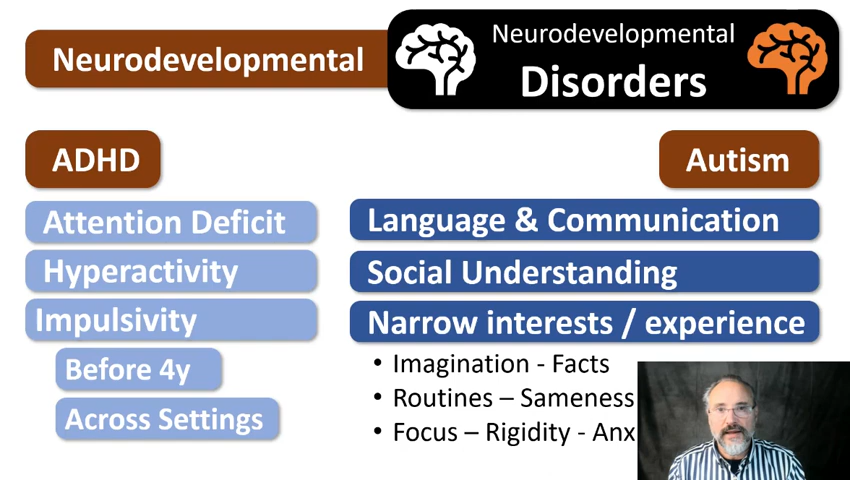 Neurodevelopmental
Neurodevelopmental
Disorders
ADHD
Autism
Attention Deficit
Hyperactivity
Impulsivity
Before 4y
Across Settings
Language & Communication
Social Understanding
Narrow interests / experience
• Imagination - Facts
• Routines – Sameness
• Focus – Rigidity -